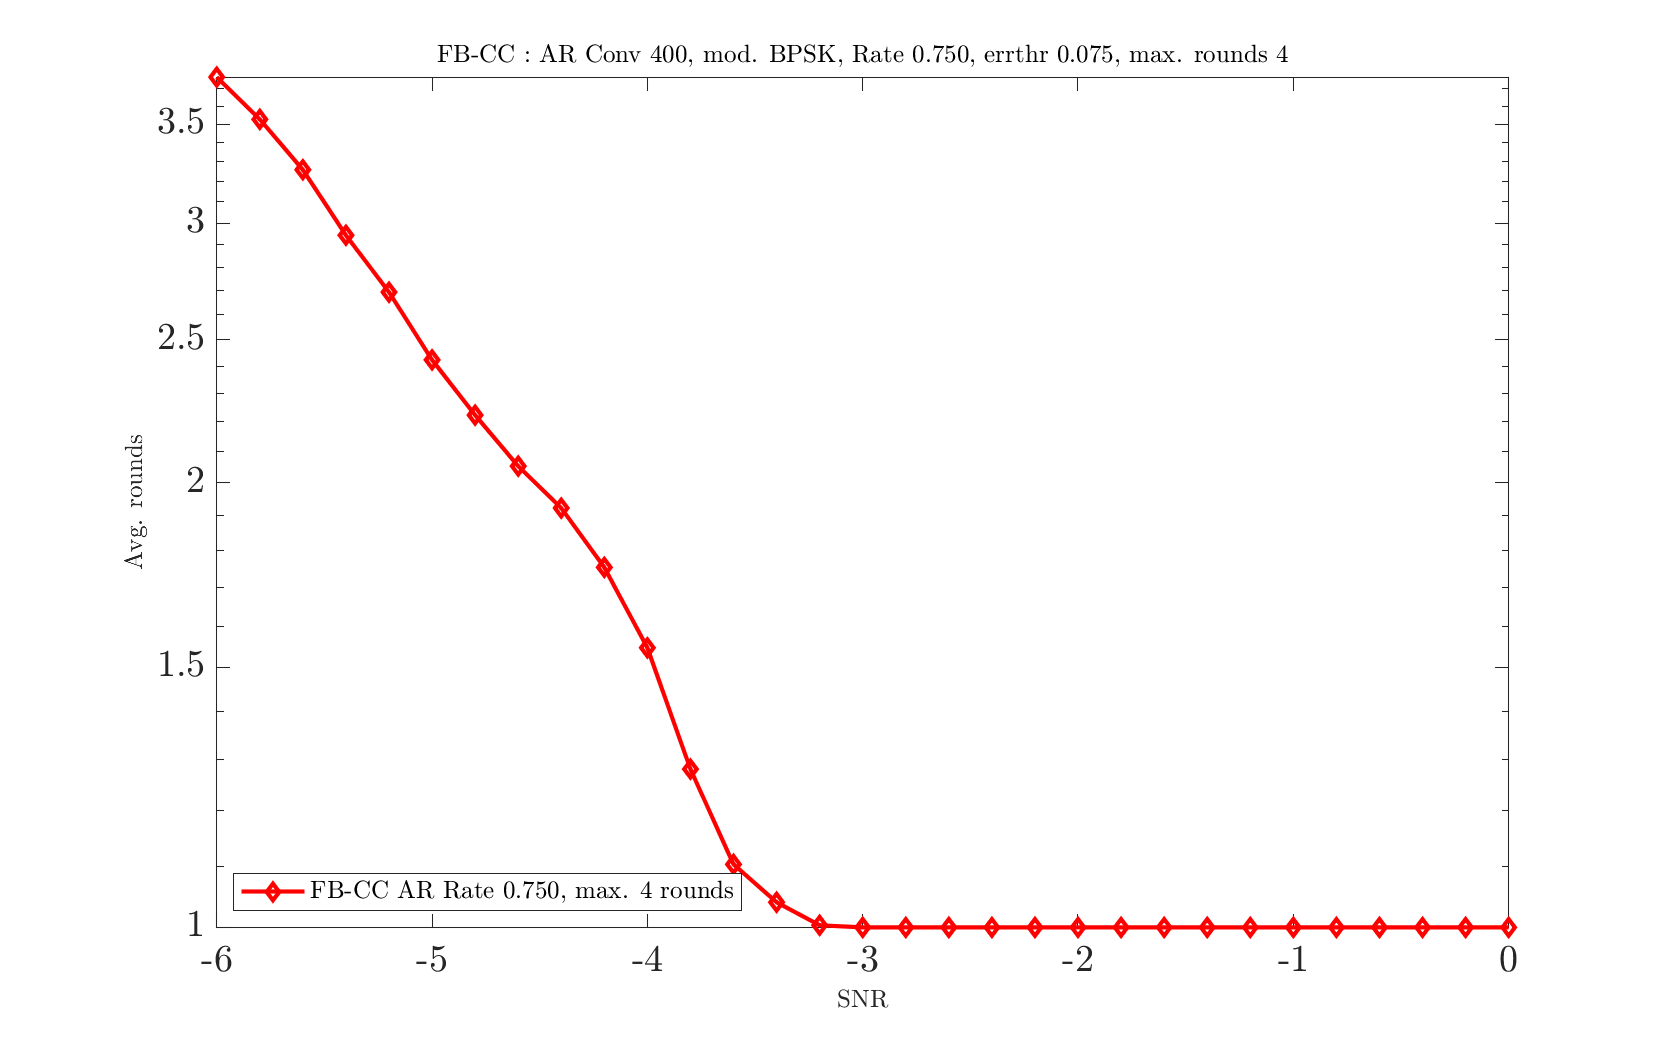 FB-CC : AR Conv 400, mod. BPSK, Rate 0.750, errthr 0.075, max. rounds 4
3.5
3
2.5
2
1.5
1
Avg. rounds
FB-CC AR Rate 0.750, max. 4 rounds
-6 -5 -4 -3 -2 -1 0
SNR